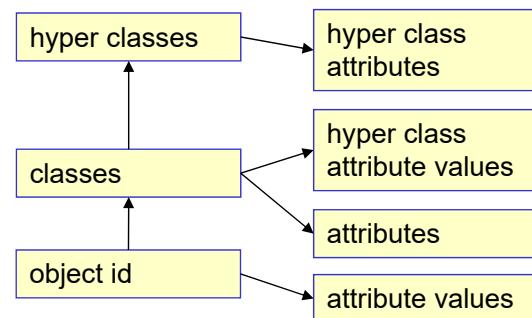 hyper classes
hyper class
attributes
hyper class
attribute values
classes
attributes
object id
attribute values